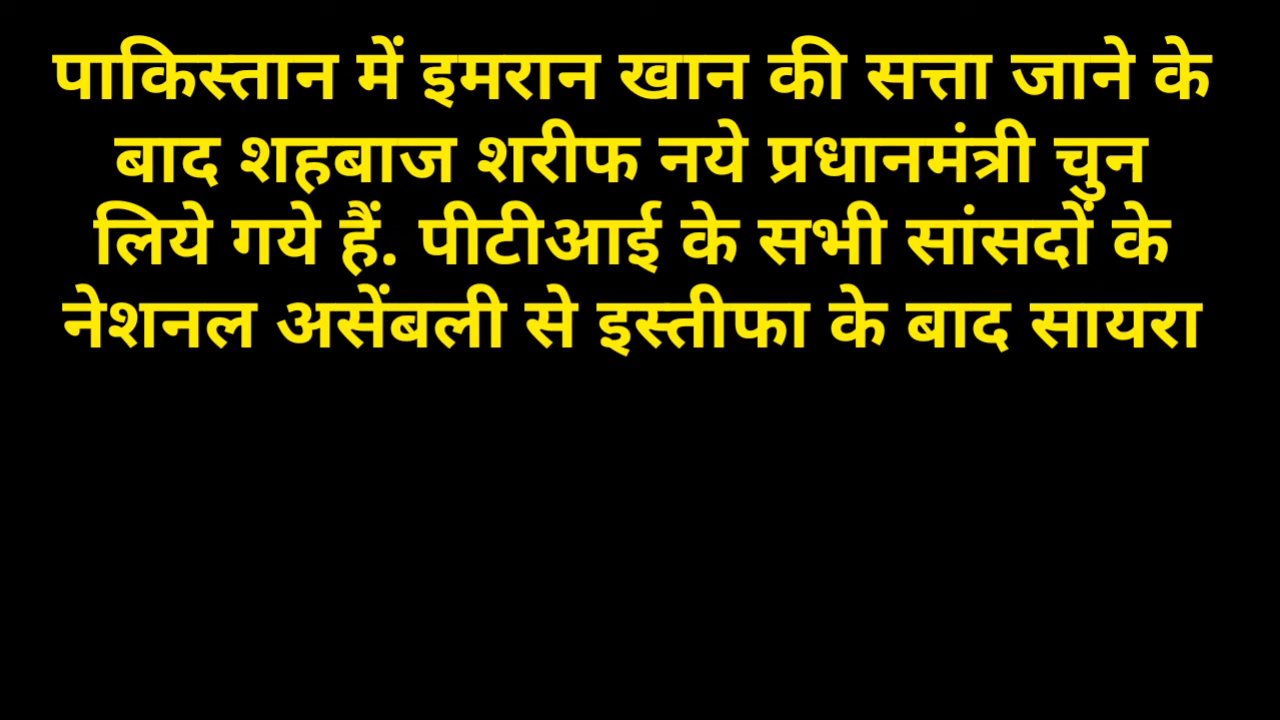 पाकिस्तान में इमरान खान की सत्ता जाने के
बाद शहबाज शरीफ नये प्रधानमंत्री चुन
लिये गये हैं. पीटीआई के सभी सांसदों के
नेशनल असेंबली से इस्तीफा के बाद सायरा